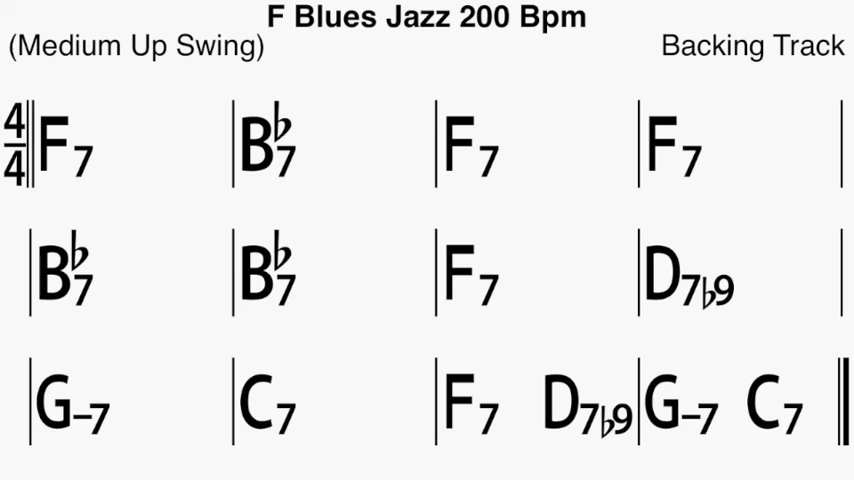 F Blues Jazz 200 Bpm
(Medium Up Swing) Backing Track
4/4 F7 B♭7 F7 F7
B♭7 B♭7 F7 D7♭9
G–7 C7 F7 D7♭9 G–7 C7